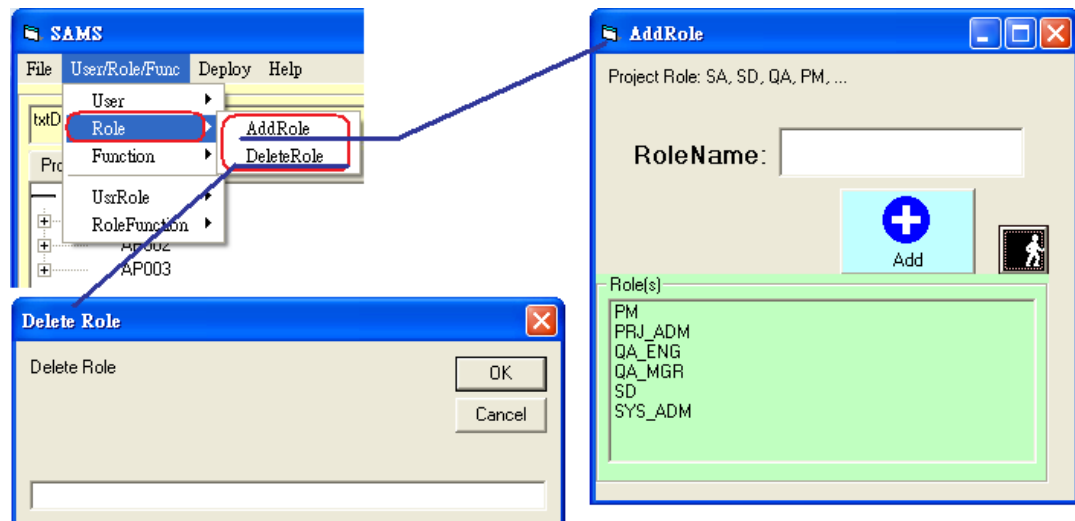 SAMS
File User/Role/Func Deploy Help
User
txtD
Role
AddRole
Function
DeleteRole
UsrRole
RoleFunction
AP003
AddRole
Project Role: SA, SD, QA, PM, ...
RoleName:
Add
Role(s)
PM
PRJ_ADM
QA_ENG
QA_MGR
SD
SYS_ADM
Delete Role
Delete Role
OK
Cancel